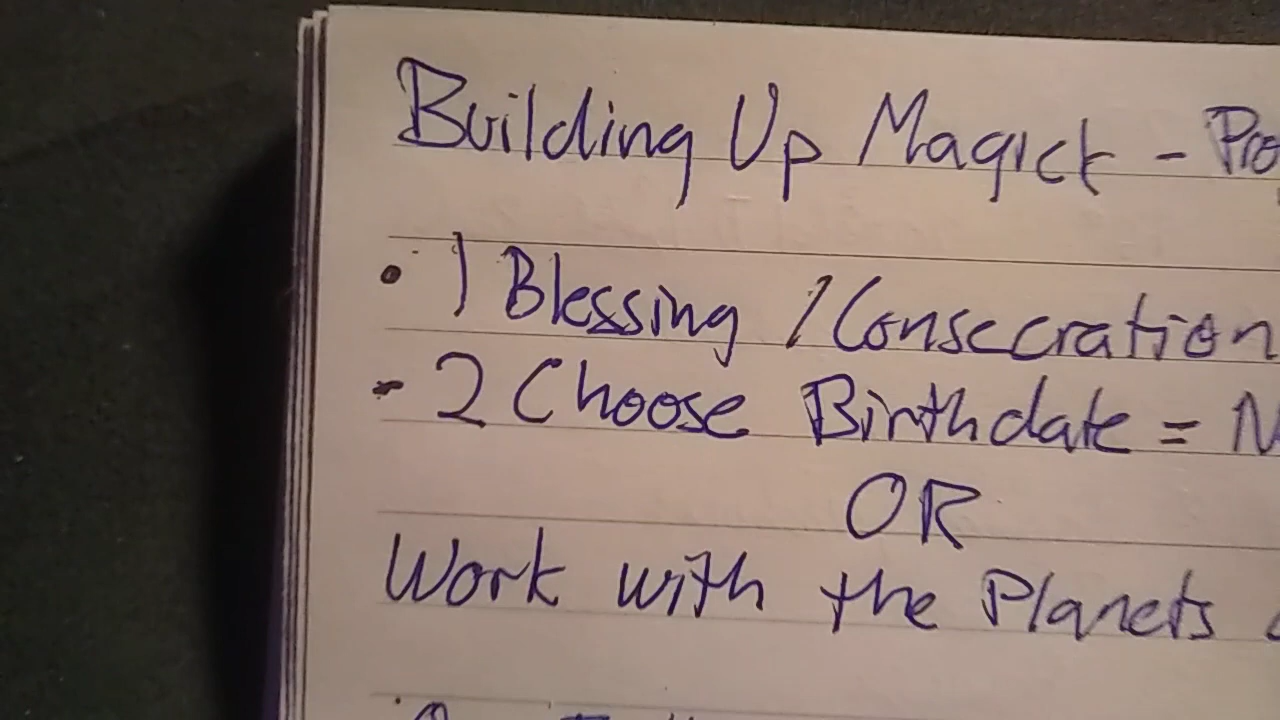 Building Up Magick -
• 1 Blessing / Consecration
- 2 Choose Birthdate =
OR
Work with the Planets